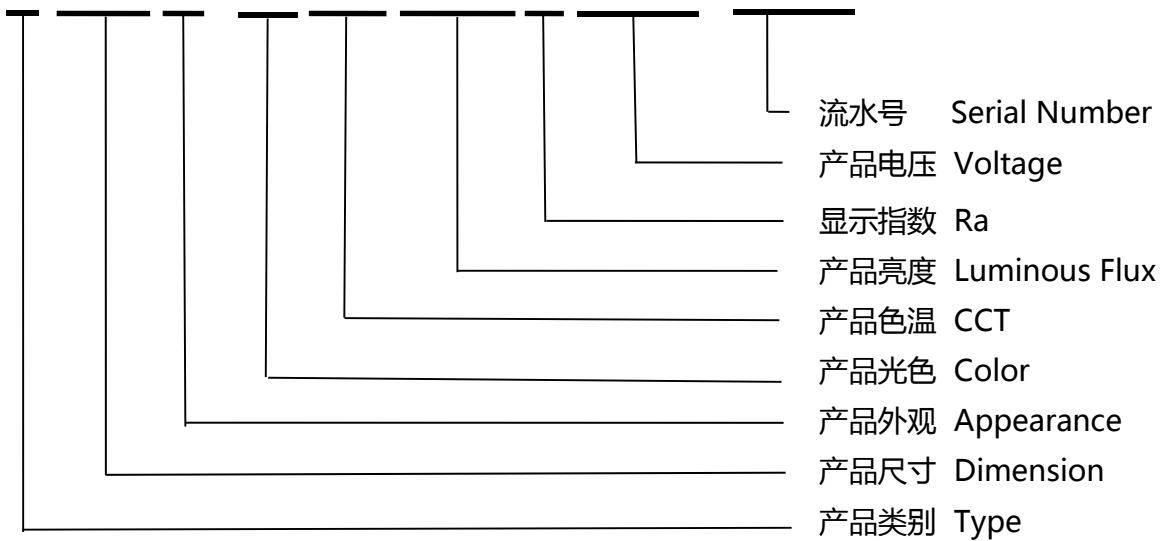 流水号 Serial Number
产品电压 Voltage
显示指数 Ra
产品亮度 Luminous Flux
产品色温 CCT
产品光色 Color
产品外观 Appearance
产品尺寸 Dimension
产品类别 Type